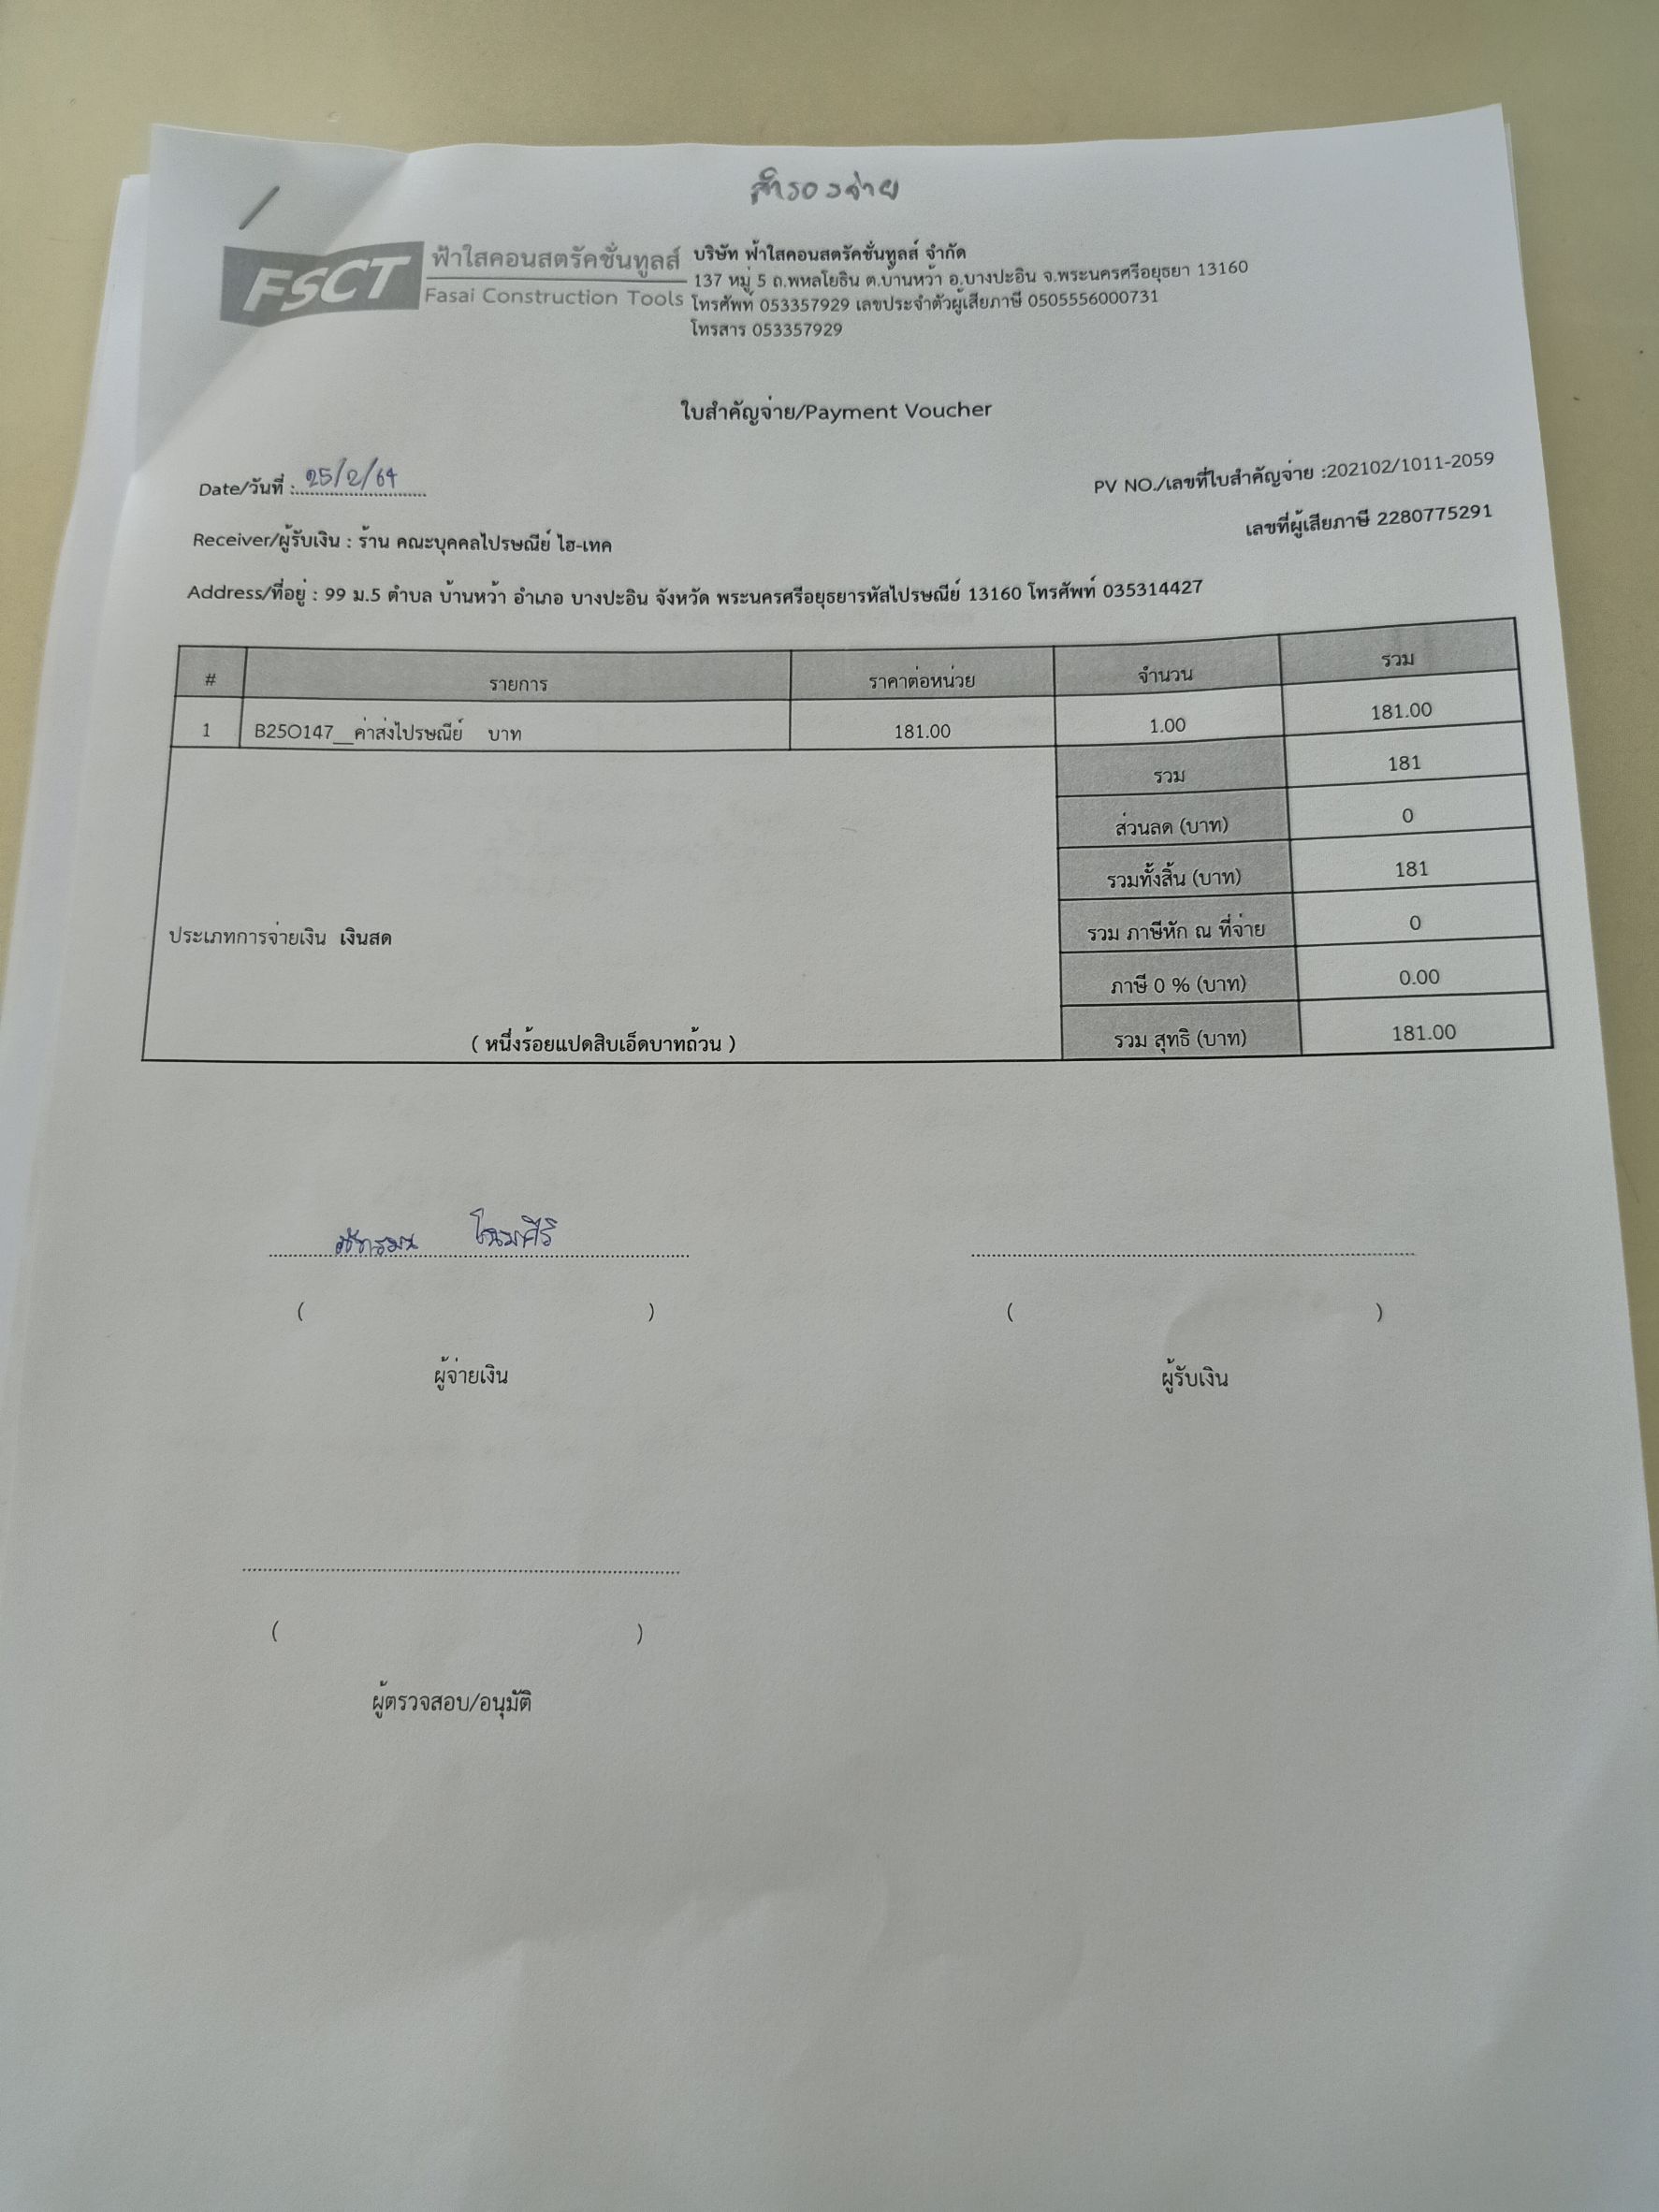 สำรองจ่าย
FSCT
ฟ้าใสคอนสตรัคชั่นทูลส์
Fasai Construction Tools
บริษัท ฟ้าใสคอนสตรัคชั่นทูลส์ จำกัด
137 หมู่ 5 ถ.พหลโยธิน ต.บ้านหว้า อ.บางปะอิน จ.พระนครศรีอยุธยา 13160
โทรศัพท์ 053357929 เลขประจำตัวผู้เสียภาษี 0505556000731
โทรสาร 053357929
ใบสำคัญจ่าย/Payment Voucher
Date/วันที่ : 25/2/64
PV NO./เลขที่ใบสำคัญจ่าย :202102/1011-2059
เลขที่ผู้เสียภาษี 2280775291
Receiver/ผู้รับเงิน : ร้าน คณะบุคคลไปรษณีย์ ไฮ-เทค
Address/ที่อยู่ : 99 ม.5 ตำบล บ้านหว้า อำเภอ บางปะอิน จังหวัด พระนครศรีอยุธยารหัสไปรษณีย์ 13160 โทรศัพท์ 035314427
# รายการ ราคาต่อหน่วย จำนวน รวม
1 B25O147__ค่าส่งไปรษณีย์ บาท 181.00 1.00 181.00
รวม 181
ส่วนลด (บาท) 0
รวมทั้งสิ้น (บาท) 181
ประเภทการจ่ายเงิน เงินสด
รวม ภาษีหัก ณ ที่จ่าย 0
ภาษี 0 % (บาท) 0.00
( หนึ่งร้อยแปดสิบเอ็ดบาทถ้วน )
รวม สุทธิ (บาท) 181.00
โฉมศิริ
( )
( )
ผู้จ่ายเงิน
ผู้รับเงิน
( )
ผู้ตรวจสอบ/อนุมัติ